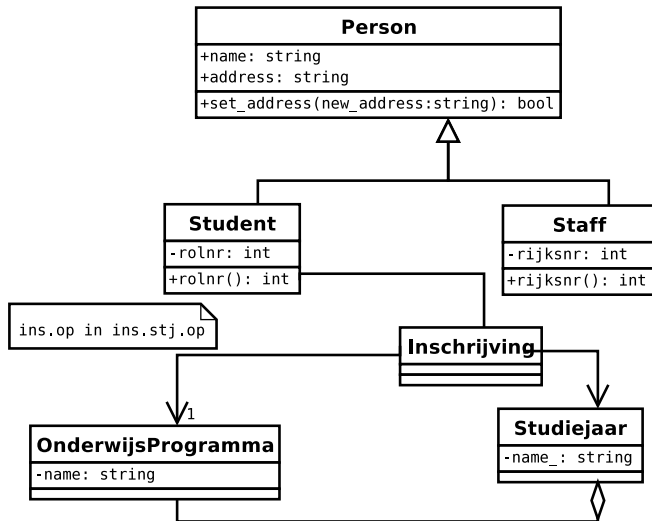 Person
+name: string
+address: string
+set_address(new_address:string): bool
Student
-rolnr: int
+rolnr(): int
Staff
-rijksnr: int
+rijksnr(): int
ins.op in ins.stj.op
Inschrijving
1
OnderwijsProgramma
-name: string
Studiejaar
-name_: string